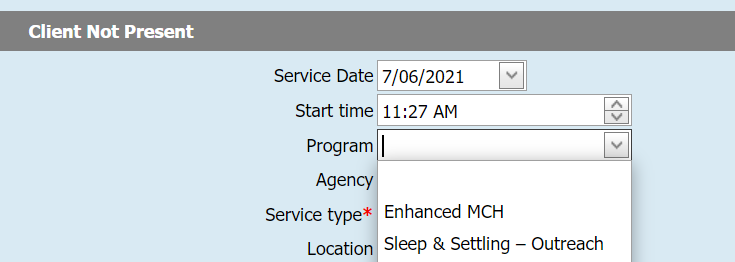 Client Not Present
Service Date 7/06/2021
Start time 11:27 AM
Program
Agency
Service type* Enhanced MCH
Location Sleep & Settling – Outreach